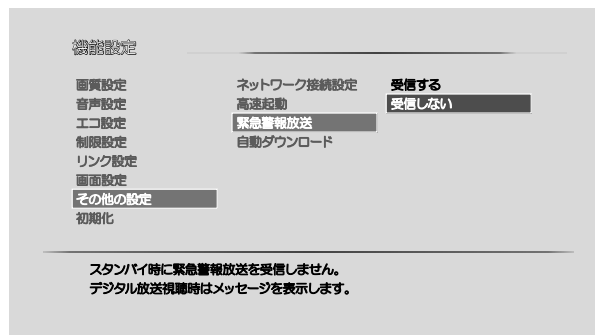 機能設定
画質設定
音声設定
エコ設定
制限設定
リンク設定
画面設定
その他の設定
初期化
ネットワーク接続設定
高速起動
緊急警報放送
自動ダウンロード
受信する
受信しない
スタンバイ時に緊急警報放送を受信しません。
デジタル放送視聴時はメッセージを表示します。